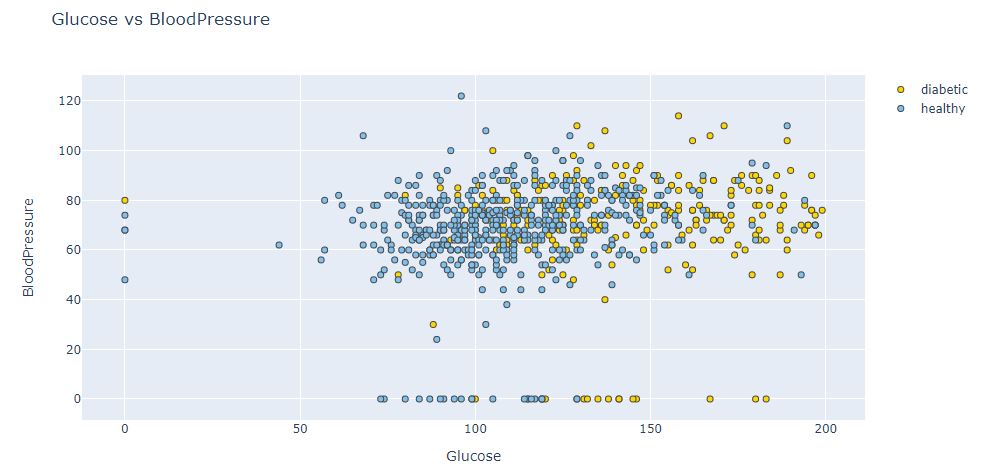 Glucose vs BloodPressure
diabetic
healthy
BloodPressure
120
100
80
60
40
20
0
0 50 100 150 200
Glucose